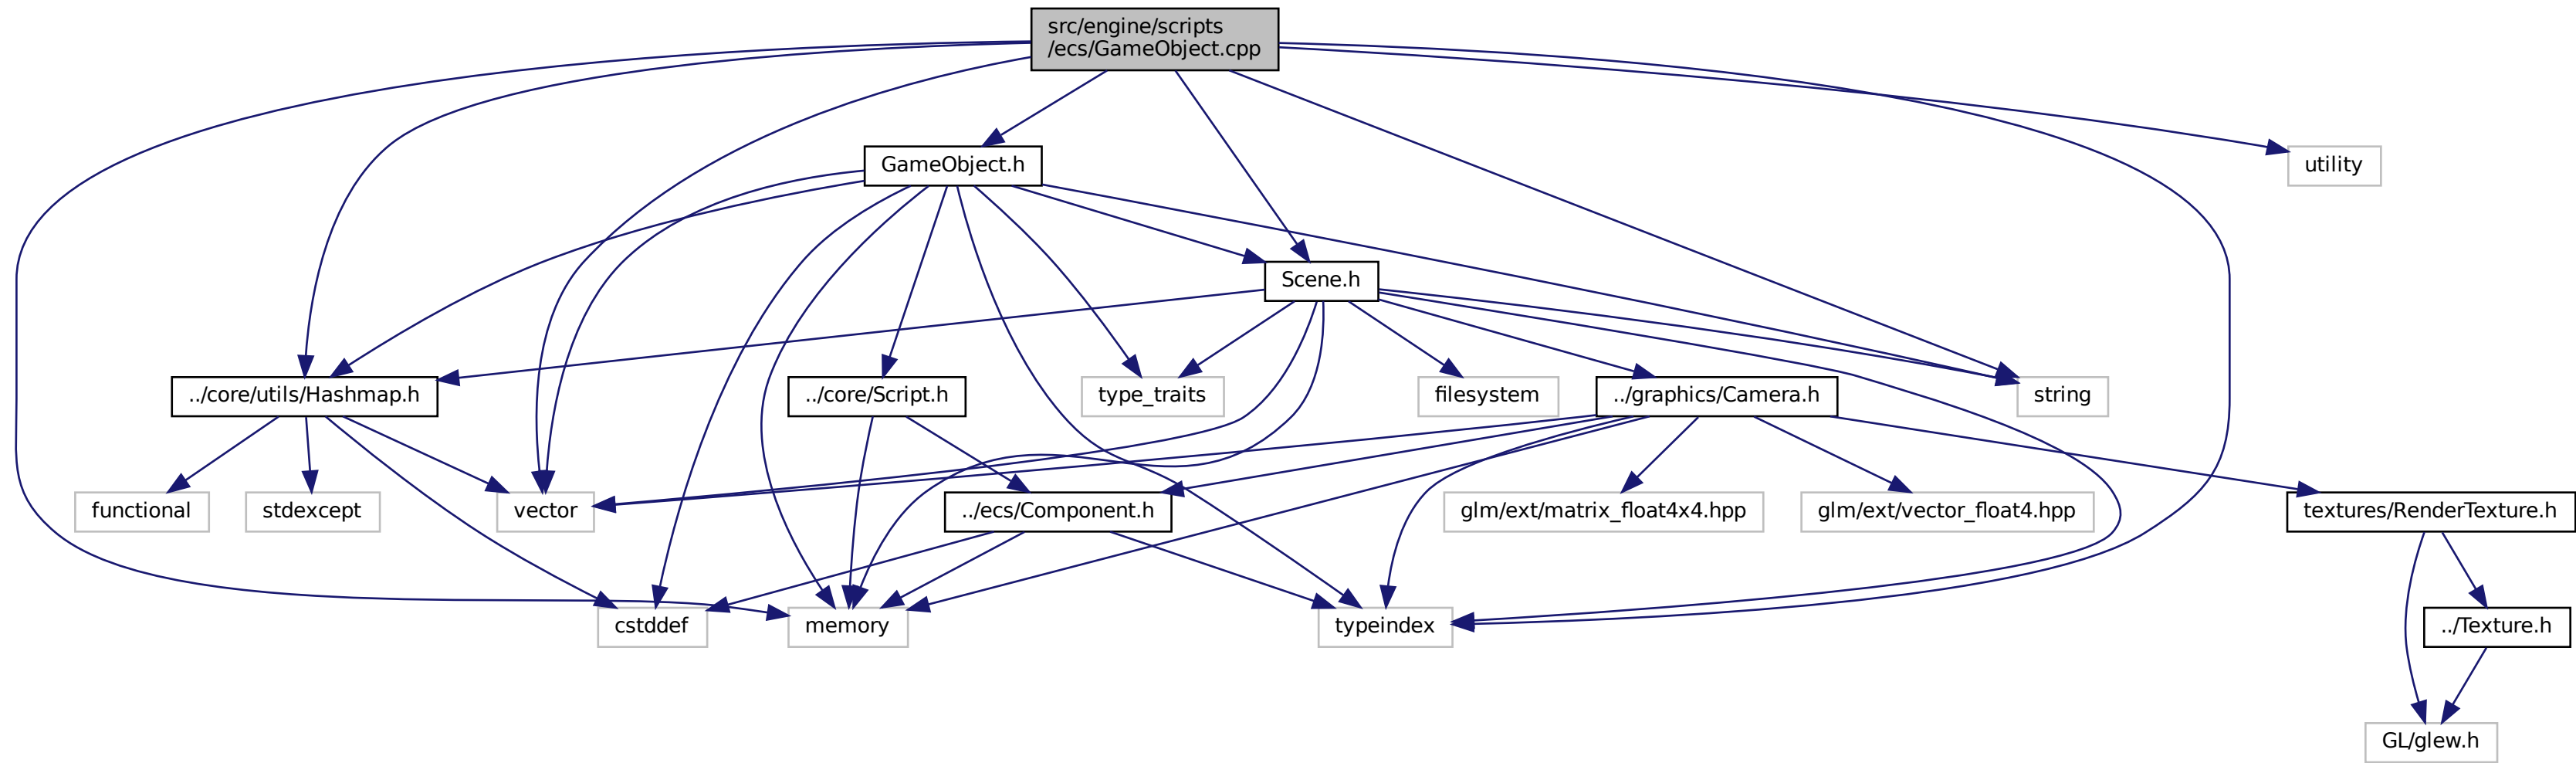 src/engine/scripts
/ecs/GameObject.cpp
GameObject.h
utility
Scene.h
../core/utils/Hashmap.h
../core/Script.h
type_traits
filesystem
../graphics/Camera.h
string
functional
stdexcept
vector
../ecs/Component.h
glm/ext/matrix_float4x4.hpp
glm/ext/vector_float4.hpp
textures/RenderTexture.h
cstddef
memory
typeindex
../Texture.h
GL/glew.h